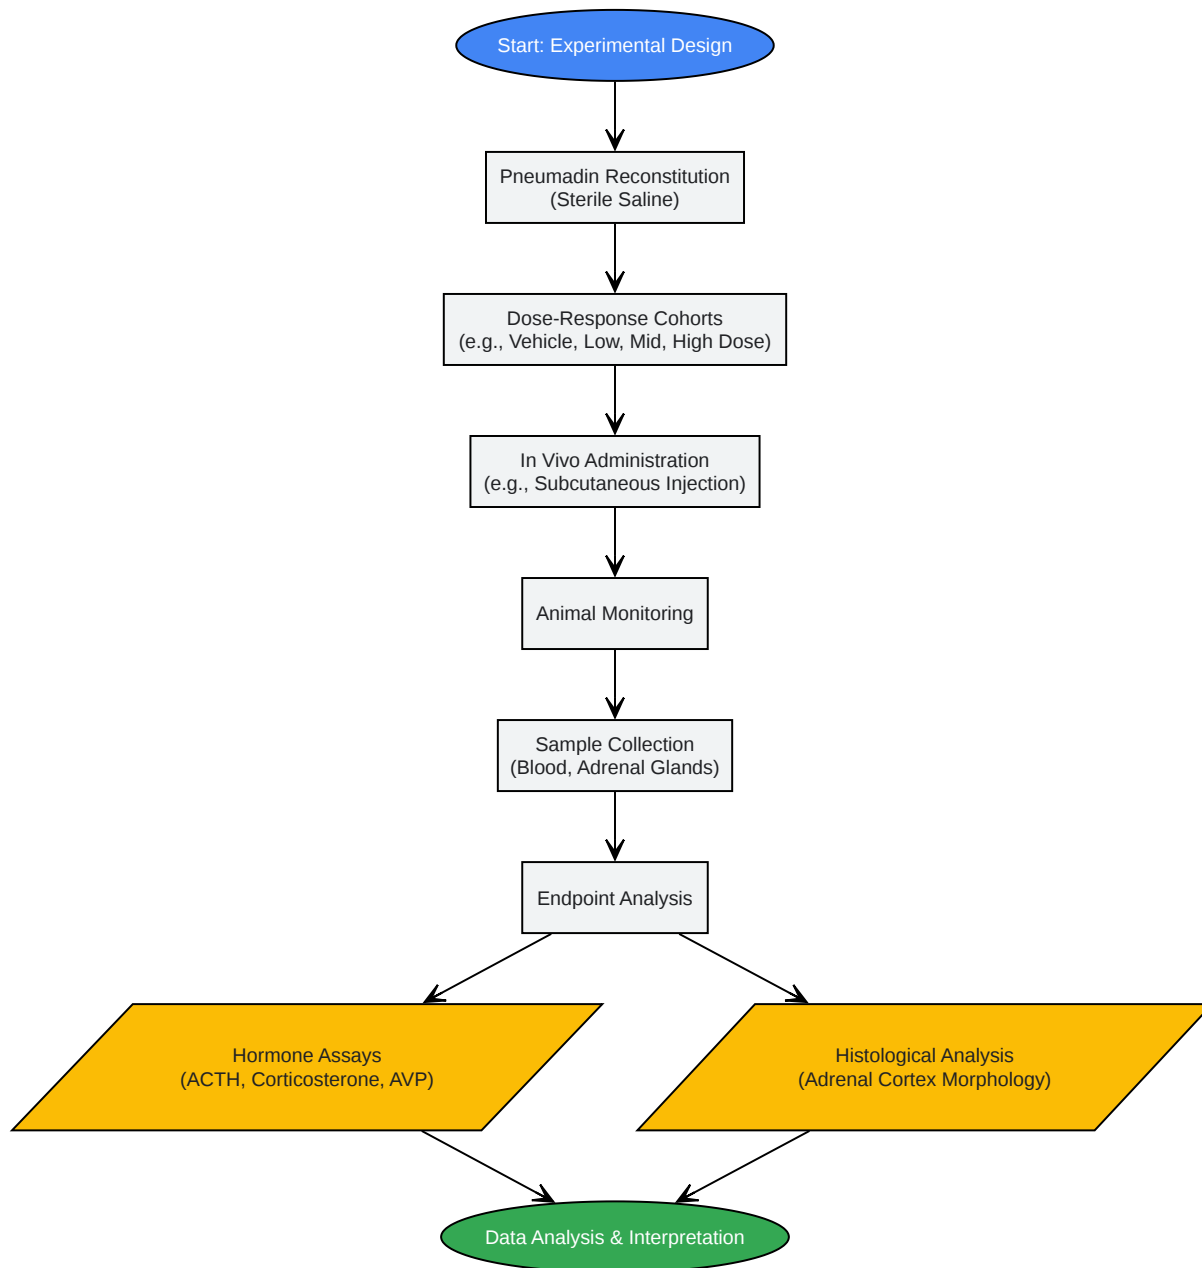 Start: Experimental Design
Pneumadin Reconstitution
(Sterile Saline)
Dose-Response Cohorts
(e.g., Vehicle, Low, Mid, High Dose)
In Vivo Administration
(e.g., Subcutaneous Injection)
Animal Monitoring
Sample Collection
(Blood, Adrenal Glands)
Endpoint Analysis
Hormone Assays
(ACTH, Corticosterone, AVP)
Histological Analysis
(Adrenal Cortex Morphology)
Data Analysis & Interpretation